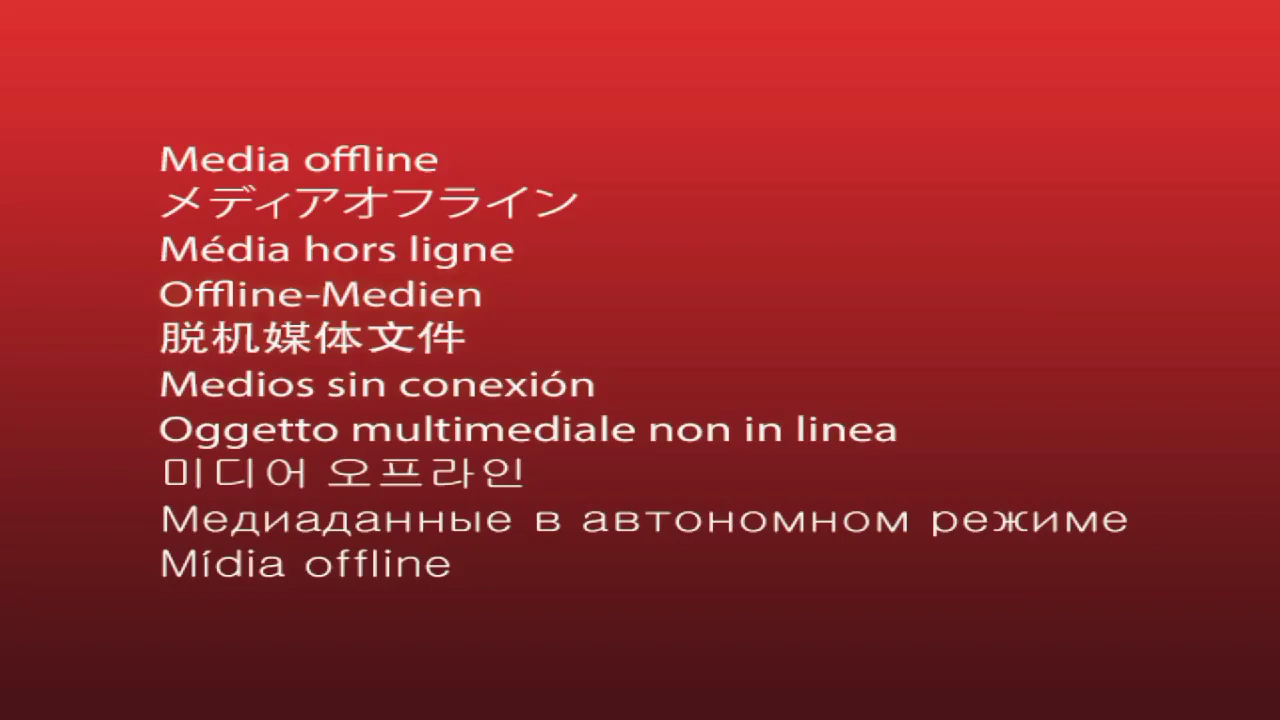 Media offline
メディアオフライン
Média hors ligne
Offline-Medien
脱机媒体文件
Medios sin conexión
Oggetto multimediale non in linea
미디어 오프라인
Медиаданные в автономном режиме
Mídia offline